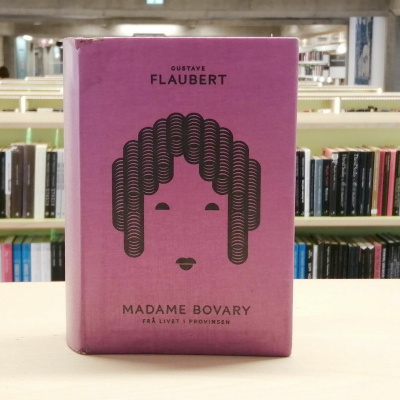 GUSTAVE
FLAUBERT
MADAME BOVARY
FRÅ LIVET I PROVINSEN